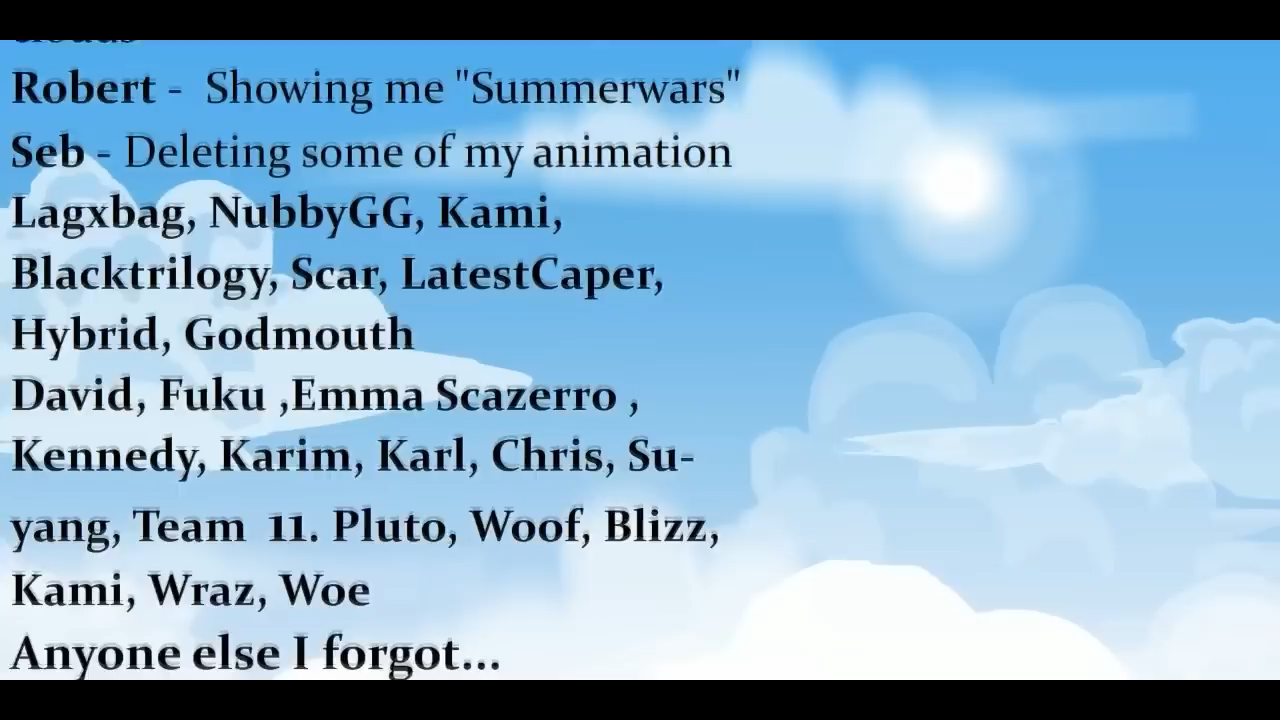 clouds
Robert -  Showing me "Summerwars"
Seb - Deleting some of my animation
Lagxbag, NubbyGG, Kami,
Blacktrilogy, Scar, LatestCaper,
Hybrid, Godmouth
David, Fuku ,Emma Scazerro ,
Kennedy, Karim, Karl, Chris, Su-
yang, Team  11. Pluto, Woof, Blizz,
Kami, Wraz, Woe
Anyone else I forgot...